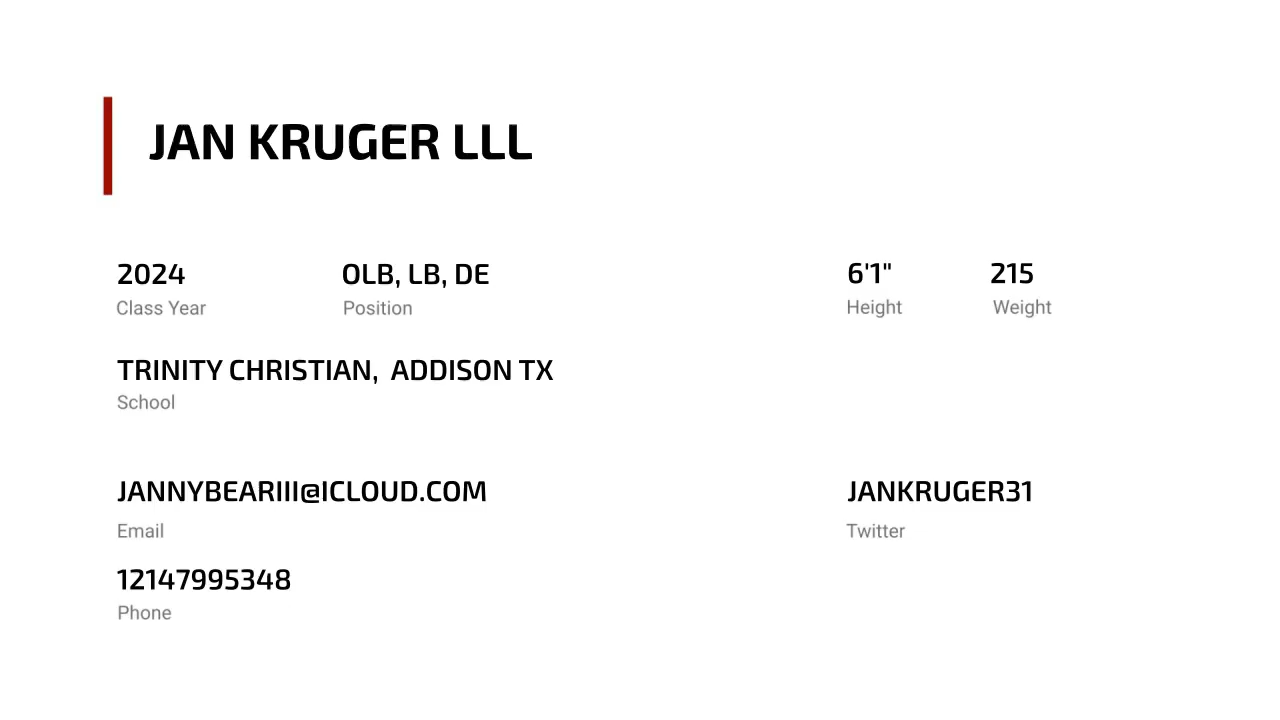 JAN KRUGER LLL
2024 OLB, LB, DE 6'1" 215
Class Year Position Height Weight
TRINITY CHRISTIAN, ADDISON TX
School
JANNYBEARIII@ICLOUD.COM JANKRUGER31
Email Twitter
12147995348
Phone